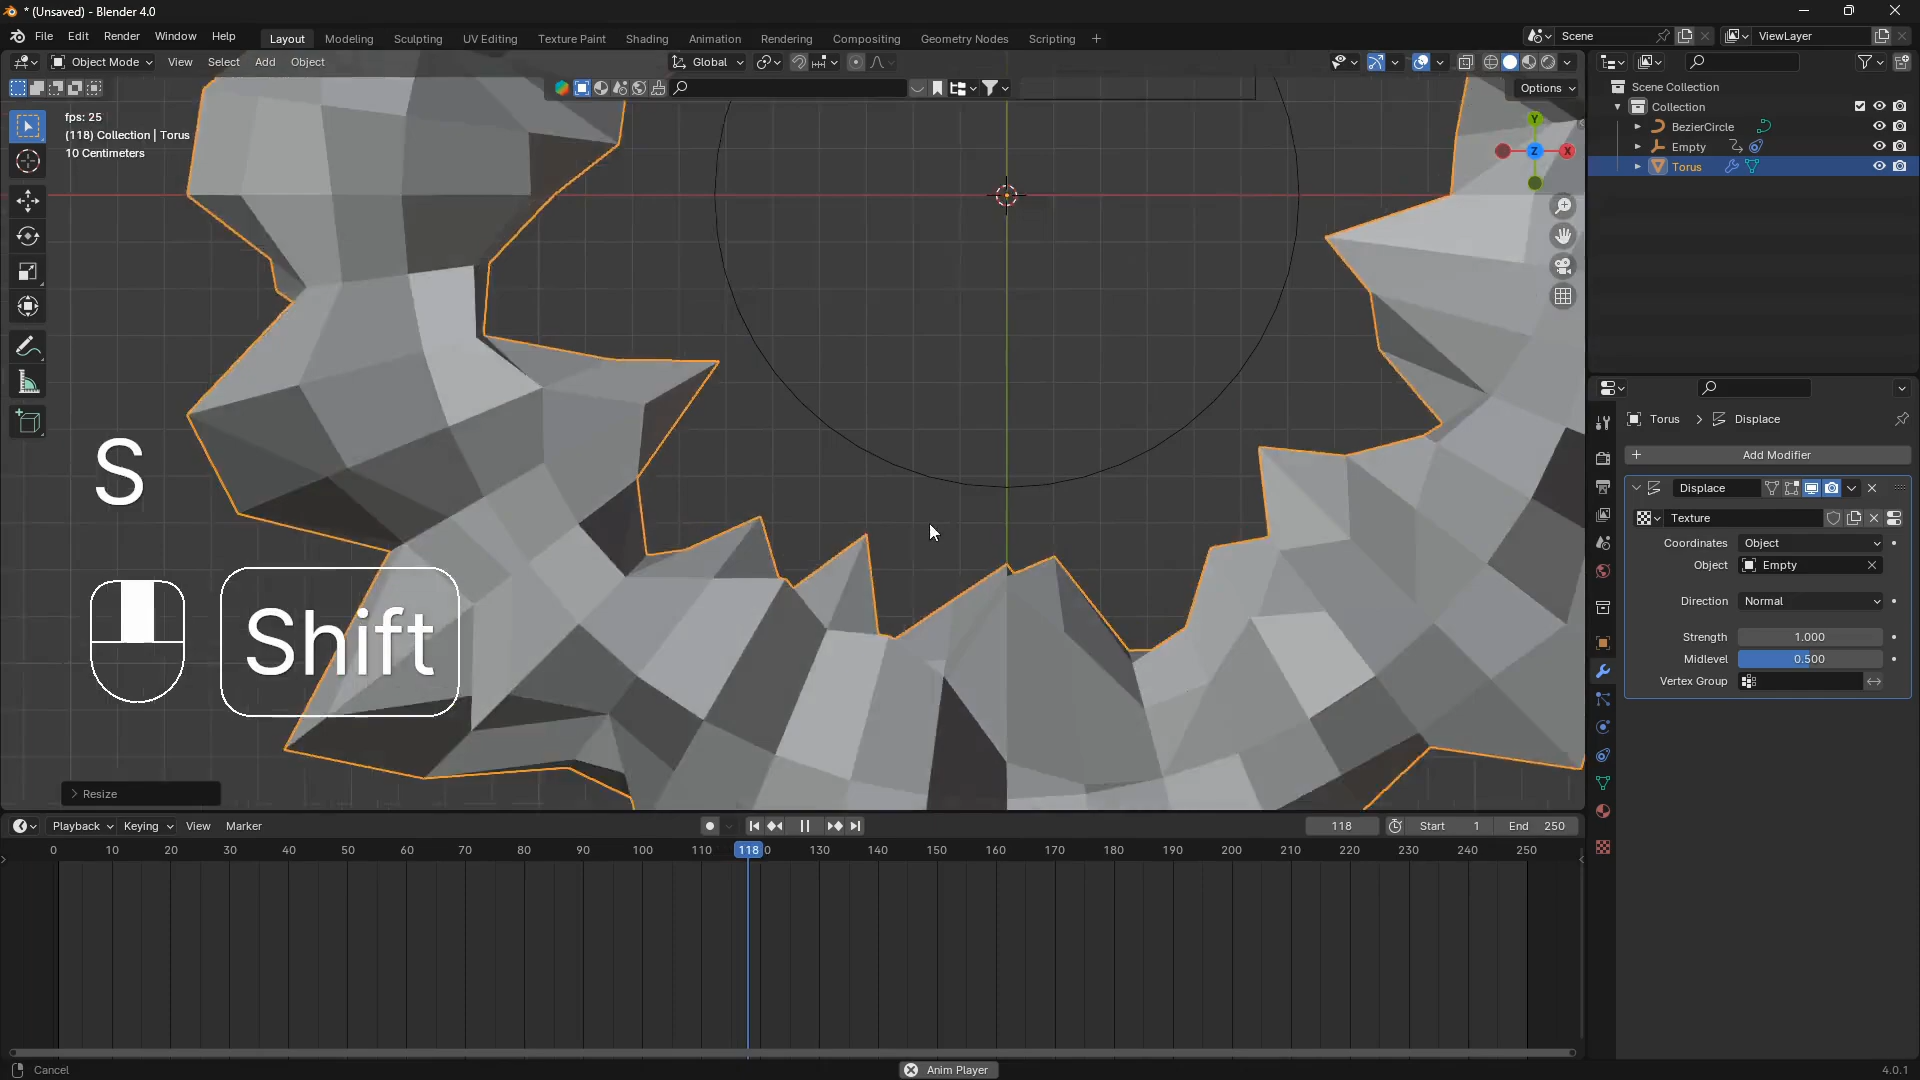 * (Unsaved) - Blender 4.0
File Edit Render Window Help
Layout Modeling Sculpting UV Editing Texture Paint Shading Animation Rendering Compositing Geometry Nodes Scripting +
Scene
ViewLayer
Object Mode View Select Add Object
Global
Options
fps: 25
(118) Collection | Torus
10 Centimeters
Y
X
Z
Scene Collection
Collection
BezierCircle
Empty
Torus
Torus > Displace
+ Add Modifier
Displace
Texture
Coordinates Object
Object Empty
Direction Normal
Strength 1.000
Midlevel 0.500
Vertex Group
S
Shift
> Resize
Playback Keying View Marker
118
Start 1
End 250
0 10 20 30 40 50 60 70 80 90 100 110 118 0 130 140 150 160 170 180 190 200 210 220 230 240 250
Cancel
Anim Player
4.0.1